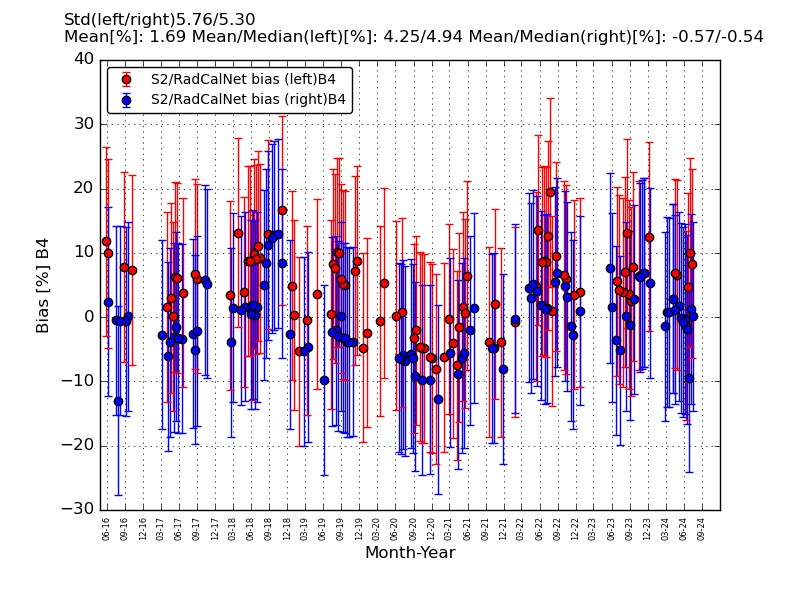 Std(left/right)5.76/5.30
Mean[%]: 1.69 Mean/Median(left)[%]: 4.25/4.94 Mean/Median(right)[%]: -0.57/-0.54
S2/RadCalNet bias (left)B4
S2/RadCalNet bias (right)B4
Bias [%] B4
40
30
20
10
0
−10
−20
−30
06-16 09-16 12-16 03-17 06-17 09-17 12-17 03-18 06-18 09-18 12-18 03-19 06-19 09-19 12-19 03-20 06-20 09-20 12-20 03-21 06-21 09-21 12-21 03-22 06-22 09-22 12-22 03-23 06-23 09-23 12-23 03-24 06-24 09-24
Month-Year